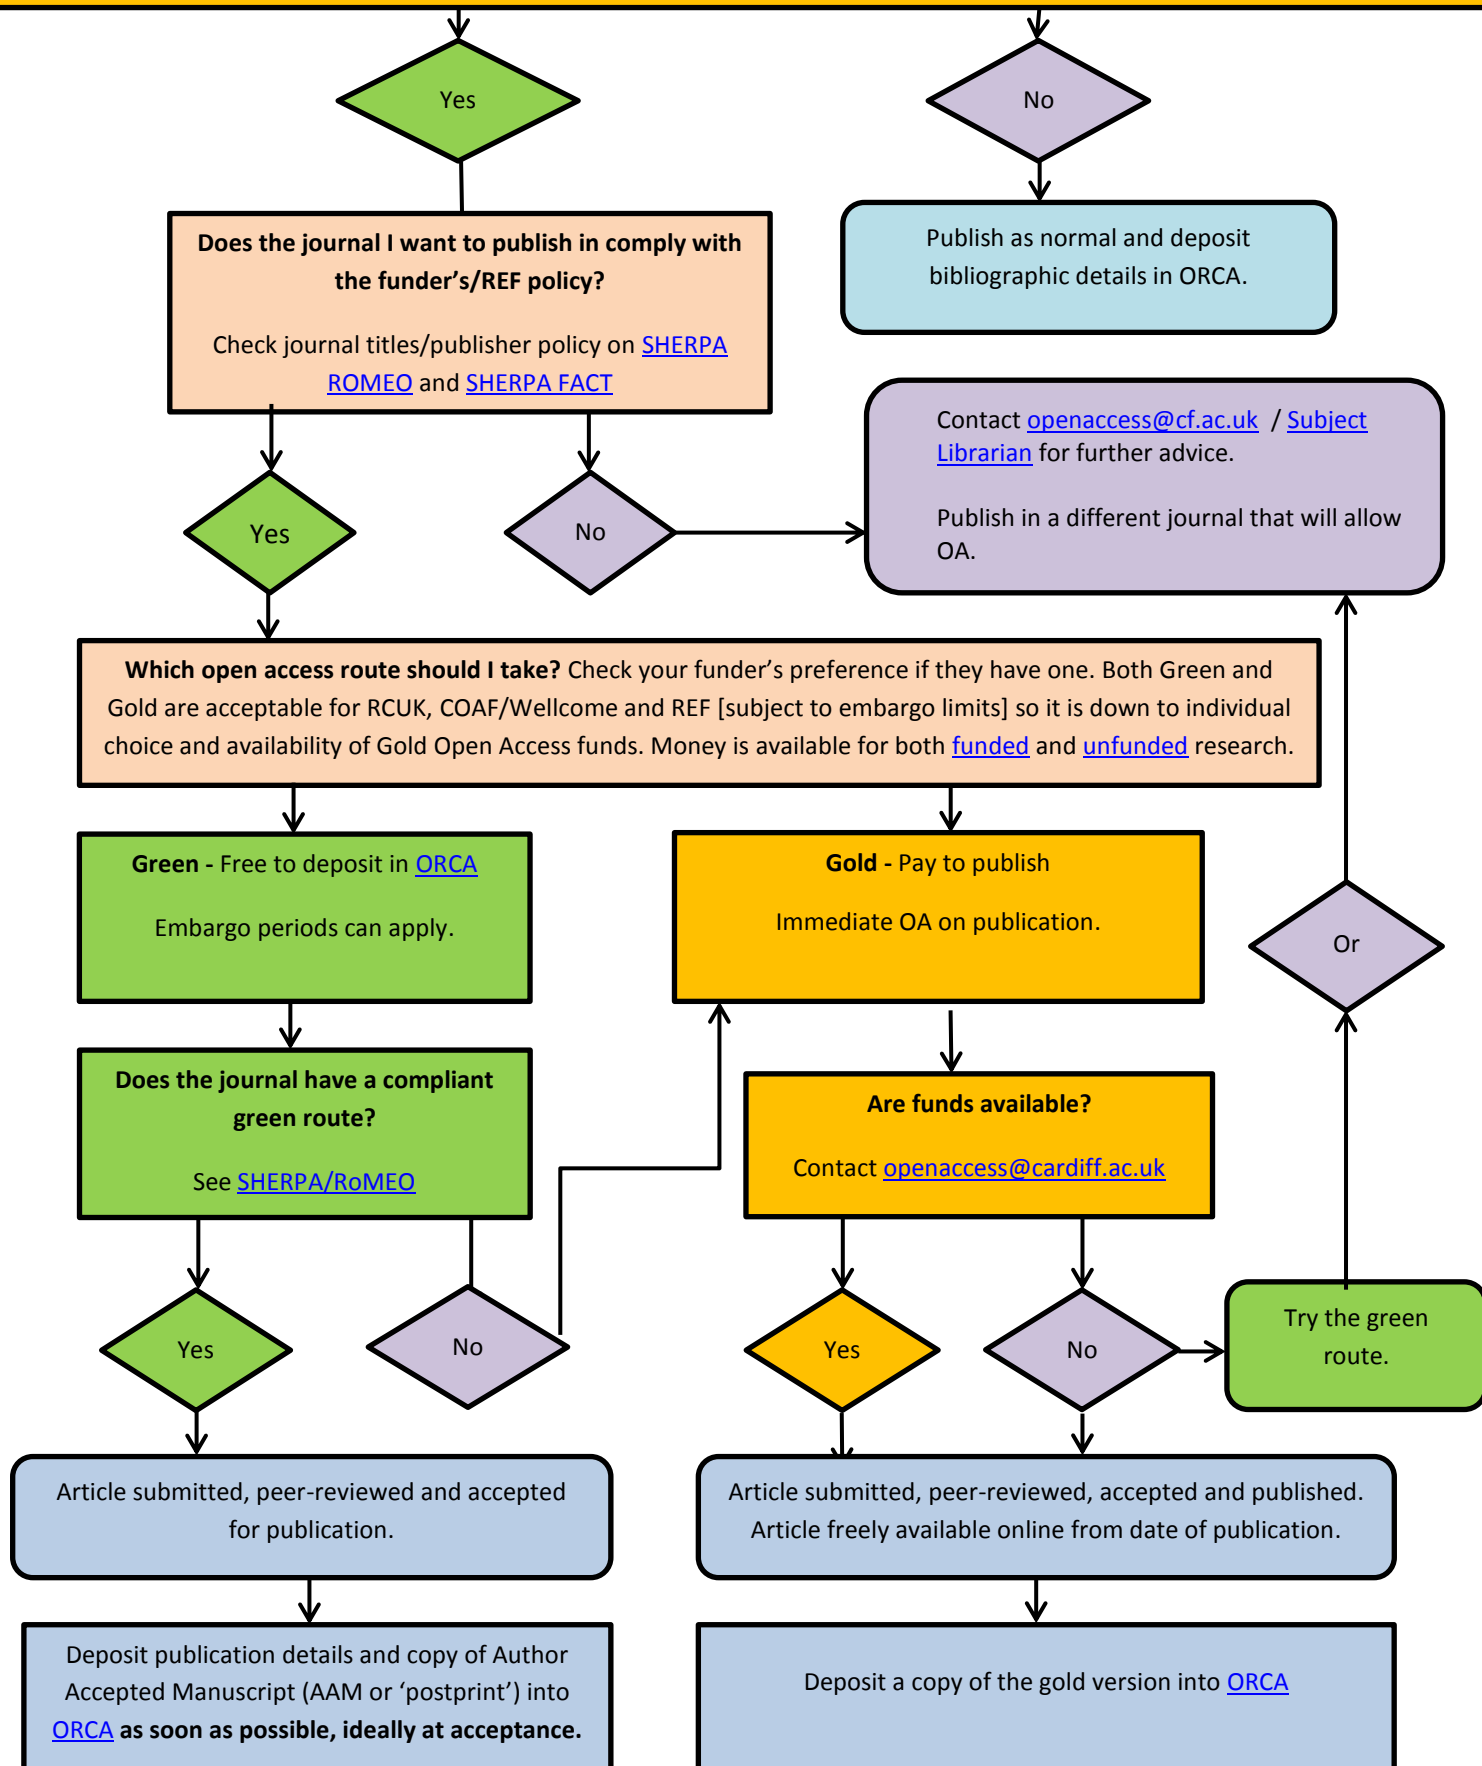 Yes
No
Does the journal I want to publish in comply with
the funder’s/REF policy?
Check journal titles/publisher policy on SHERPA
ROMEO and SHERPA FACT
Publish as normal and deposit
bibliographic details in ORCA.
Contact openaccess@cf.ac.uk / Subject
Librarian for further advice.
Publish in a different journal that will allow
OA.
Yes
No
Which open access route should I take? Check your funder’s preference if they have one. Both Green and
Gold are acceptable for RCUK, COAF/Wellcome and REF [subject to embargo limits] so it is down to individual
choice and availability of Gold Open Access funds. Money is available for both funded and unfunded research.
Green - Free to deposit in ORCA
Embargo periods can apply.
Gold - Pay to publish
Immediate OA on publication.
Or
Does the journal have a compliant
green route?
See SHERPA/RoMEO
Are funds available?
Contact openaccess@cardiff.ac.uk
Yes
No
Yes
No
Try the green
route.
Article submitted, peer-reviewed and accepted
for publication.
Article submitted, peer-reviewed, accepted and published.
Article freely available online from date of publication.
Deposit publication details and copy of Author
Accepted Manuscript (AAM or ‘postprint’) into
ORCA as soon as possible, ideally at acceptance.
Deposit a copy of the gold version into ORCA